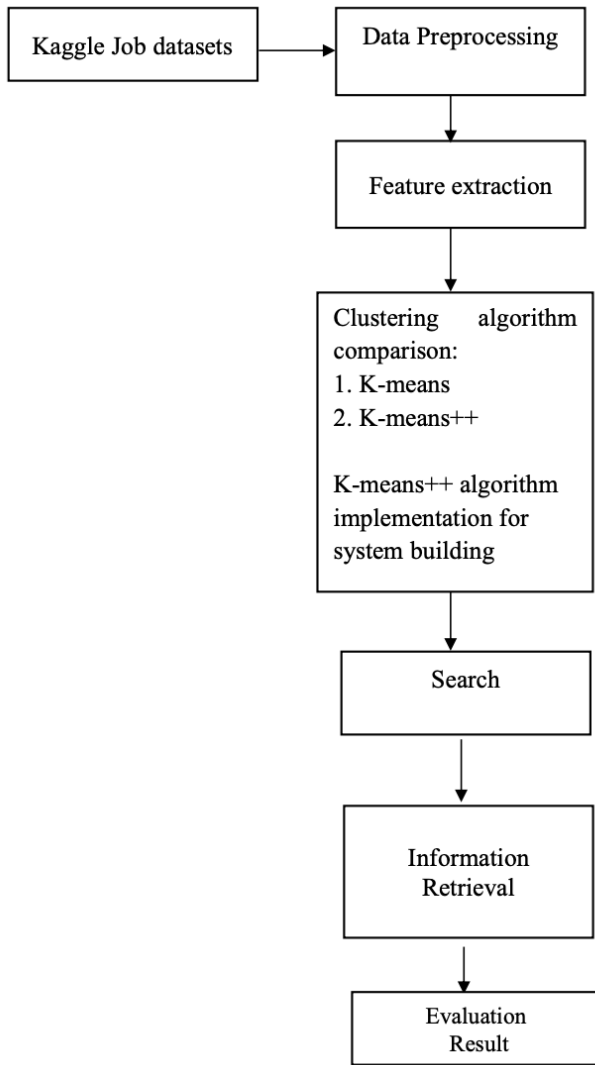 Kaggle Job datasets
Data Preprocessing
Feature extraction
Clustering algorithm
comparison:
1. K-means
2. K-means++
K-means++ algorithm
implementation for
system building
Search
Information
Retrieval
Evaluation
Result